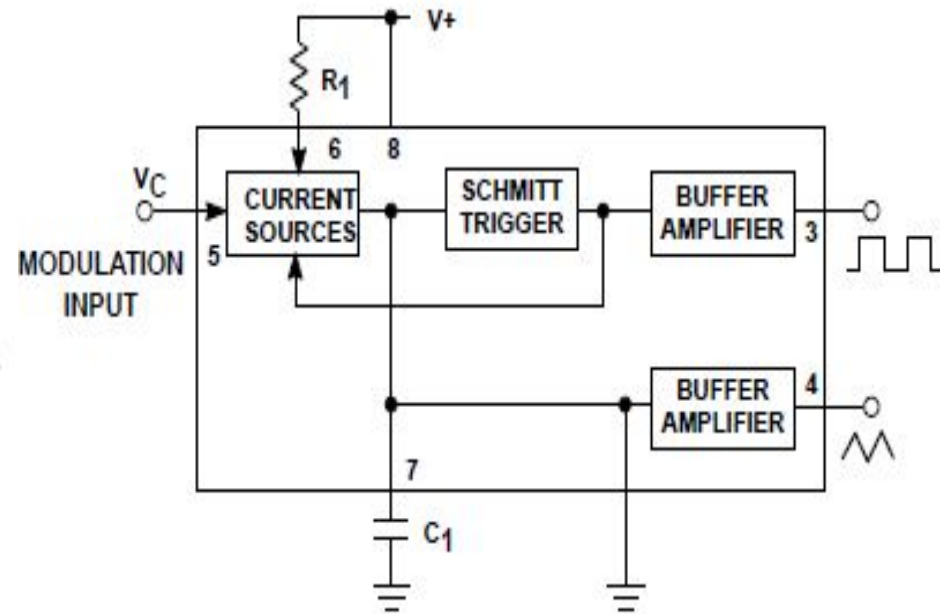 V+
R1
6 8
VC
CURRENT
SOURCES
SCHMITT
TRIGGER
BUFFER
AMPLIFIER
3
5
MODULATION
INPUT
BUFFER
AMPLIFIER
4
7
C1